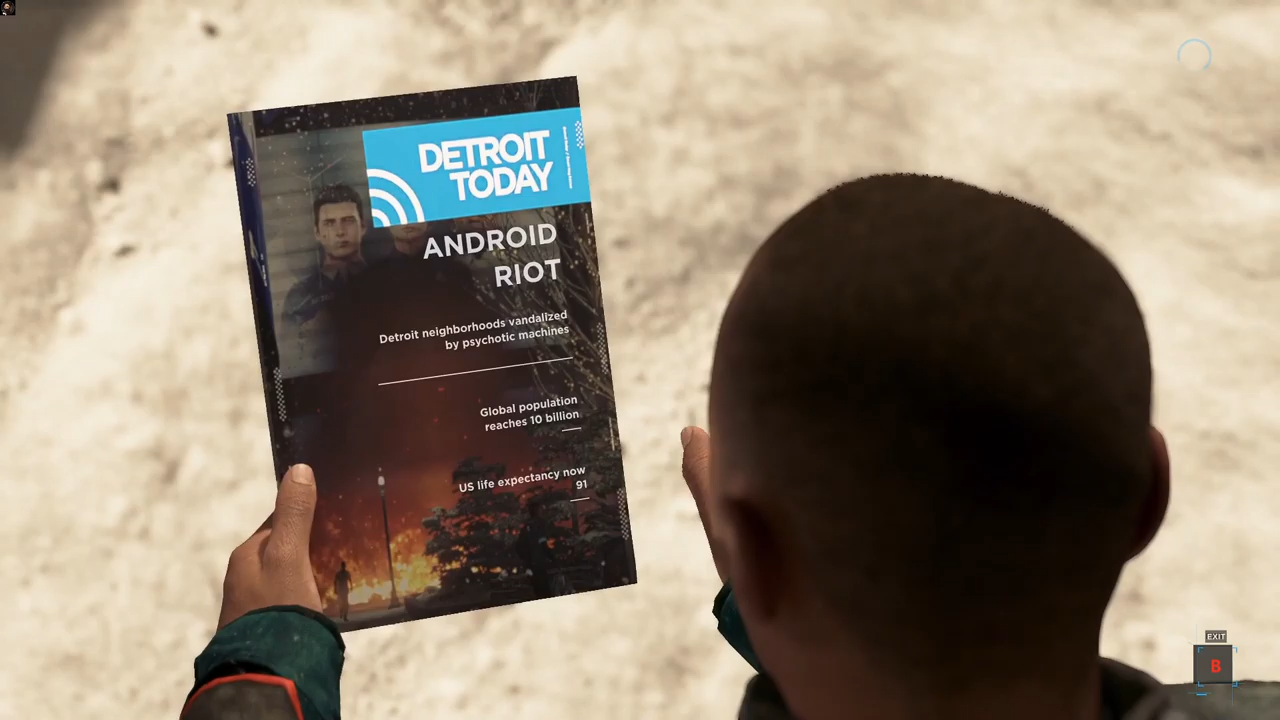 DETROIT
TODAY
ANDROID
RIOT
Detroit neighborhoods vandalized
by psychotic machines
Global population
reaches 10 billion
US life expectancy now
91
EXIT
B